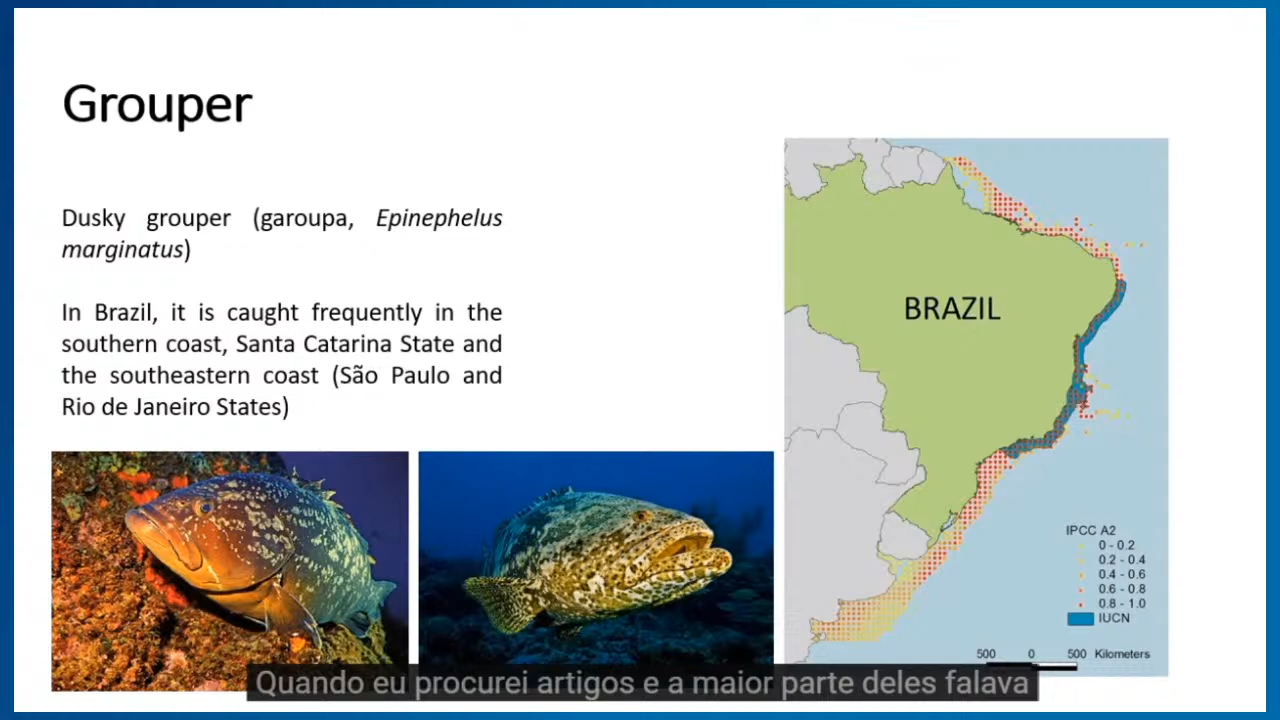 Grouper
Dusky grouper (garoupa, Epinephelus
marginatus)
In Brazil, it is caught frequently in the
southern coast, Santa Catarina State and
the southeastern coast (São Paulo and
Rio de Janeiro States)
BRAZIL
IPCC A2
0 - 0.2
0.2 - 0.4
0.4 - 0.6
0.6 - 0.8
0.8 - 1.0
IUCN
500 0 500 Kilometers
Quando eu procurei artigos e a maior parte deles falava